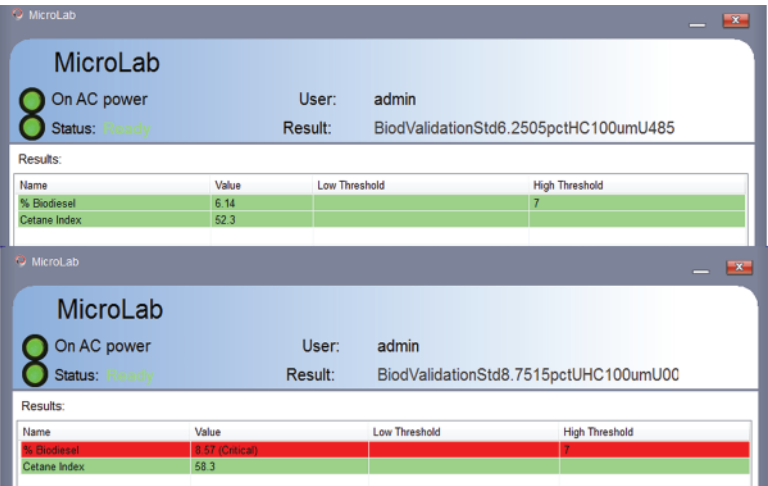 MicroLab
MicroLab
On AC power User: admin
Status: Ready Result: BiodValidationStd6.2505pctHC100umU485
Results:
Name Value Low Threshold High Threshold
% Biodiesel 6.14 7
Cetane Index 52.3
MicroLab
MicroLab
On AC power User: admin
Status: Ready Result: BiodValidationStd8.7515pctUHC100umU00
Results:
Name Value Low Threshold High Threshold
% Biodiesel 8.57 (Critical) 7
Cetane Index 58.3